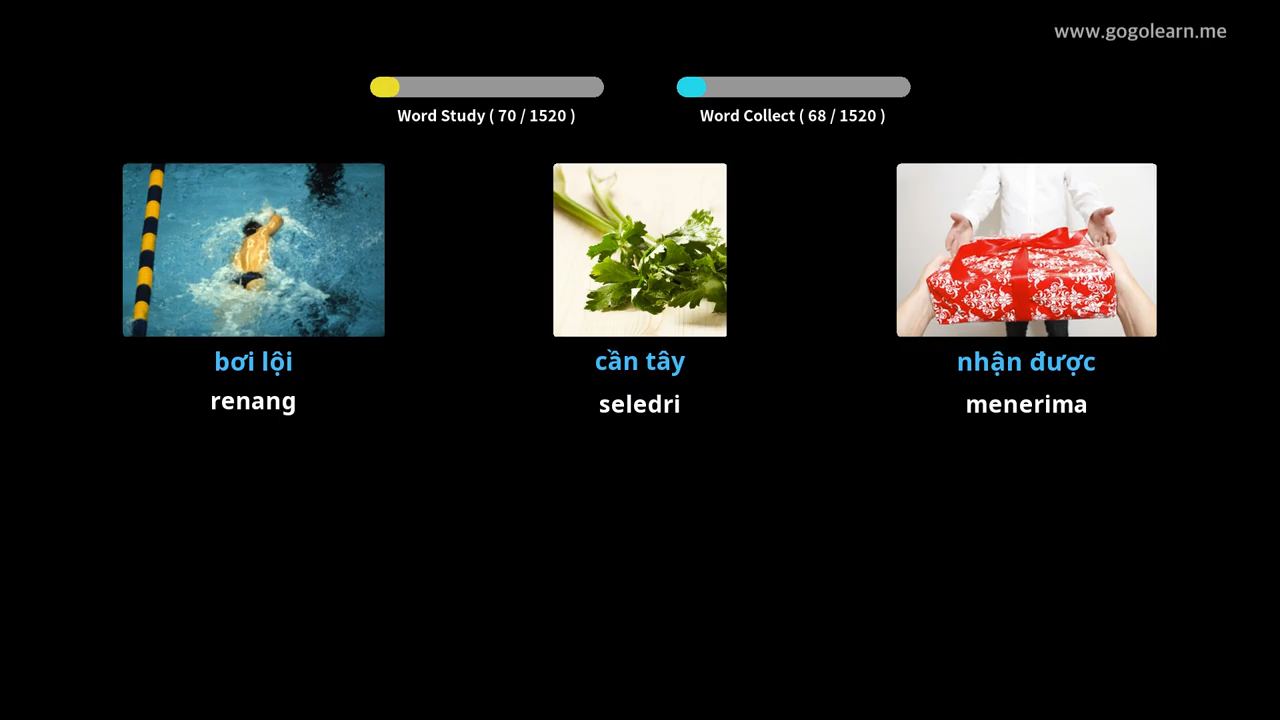 www.gogolearn.me
Word Study ( 70 / 1520 )
Word Collect ( 68 / 1520 )
bơi lội
cần tây
nhận được
renang
seledri
menerima